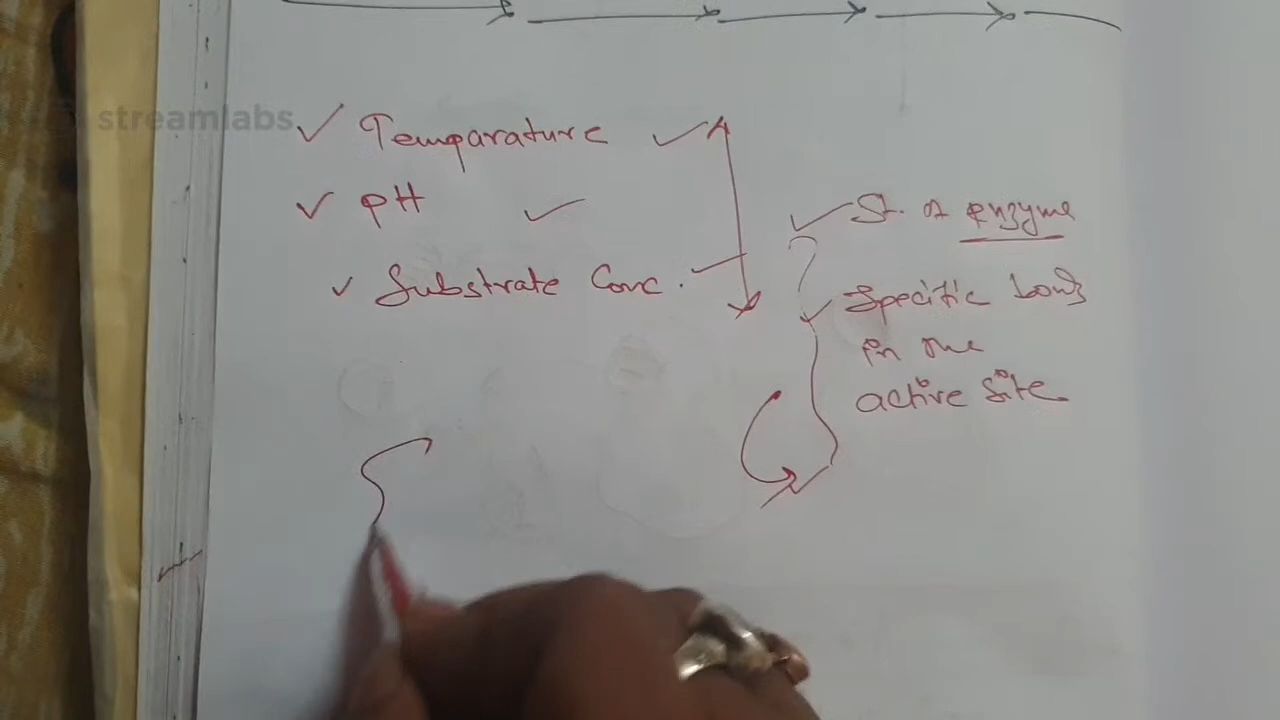 streamlabs
Temparature
pH
Substrate Conc.
St. of enzyme
Specific bonds
in the
active site